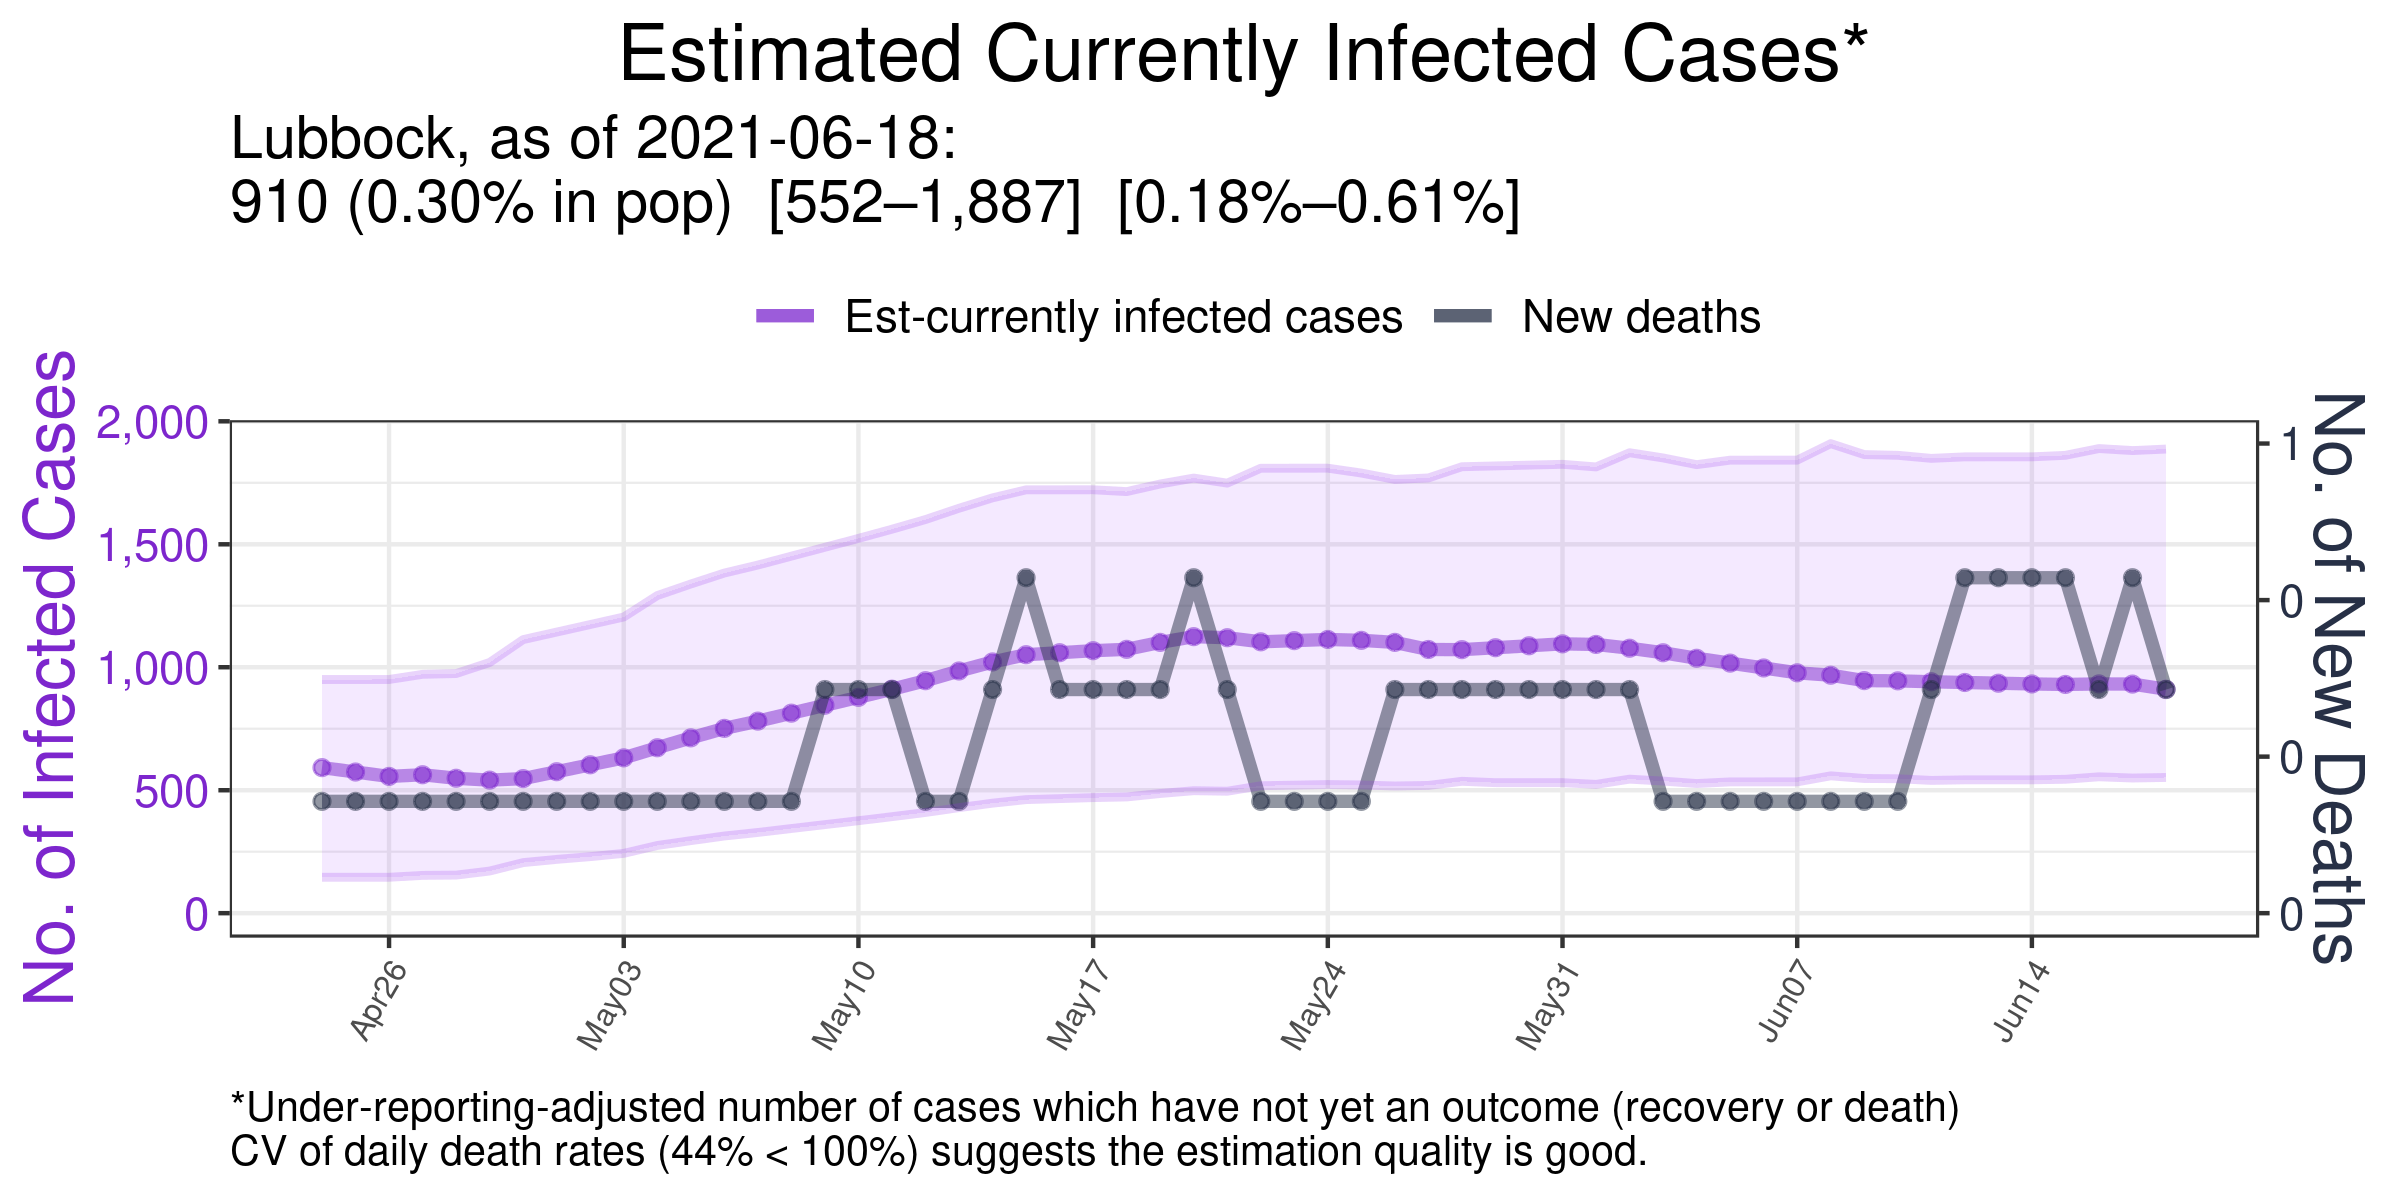 Estimated Currently Infected Cases*
Lubbock, as of 2021-06-18:
910 (0.30% in pop)  [552–1,887]  [0.18%–0.61%]
Est-currently infected cases
New deaths
No. of Infected Cases
2,000
1,500
1,000
500
0
No. of New Deaths
1
0
0
0
Apr26
May03
May10
May17
May24
May31
Jun07
Jun14
*Under-reporting-adjusted number of cases which have not yet an outcome (recovery or death)
CV of daily death rates (44% < 100%) suggests the estimation quality is good.